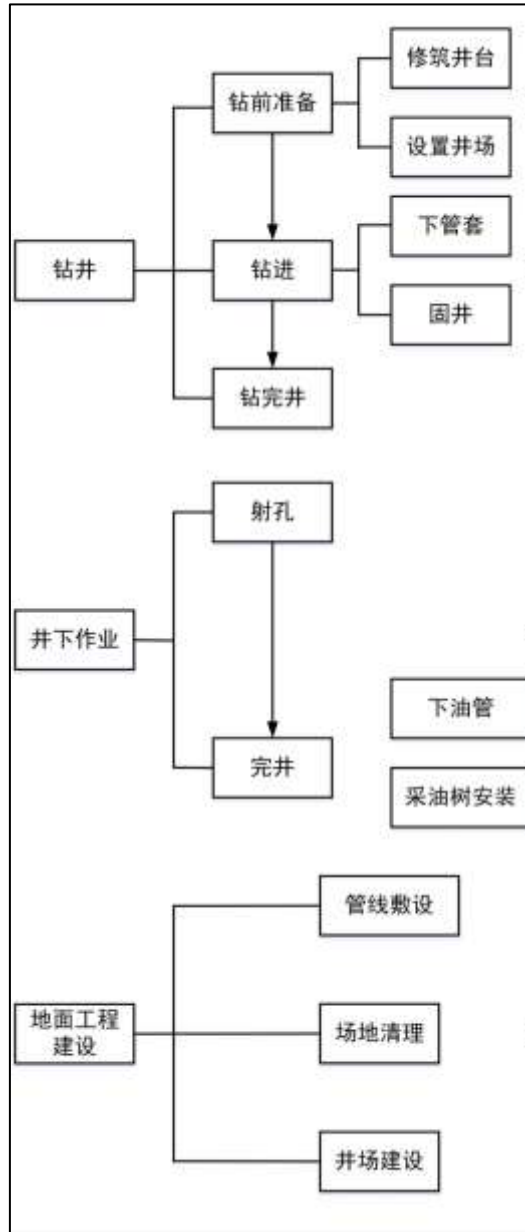 修筑井台
钻前准备
设置井场
下管套
钻井
钻进
固井
钻完井
射孔
井下作业
下油管
完井
采油树安装
管线敷设
地面工程
建设
场地清理
井场建设